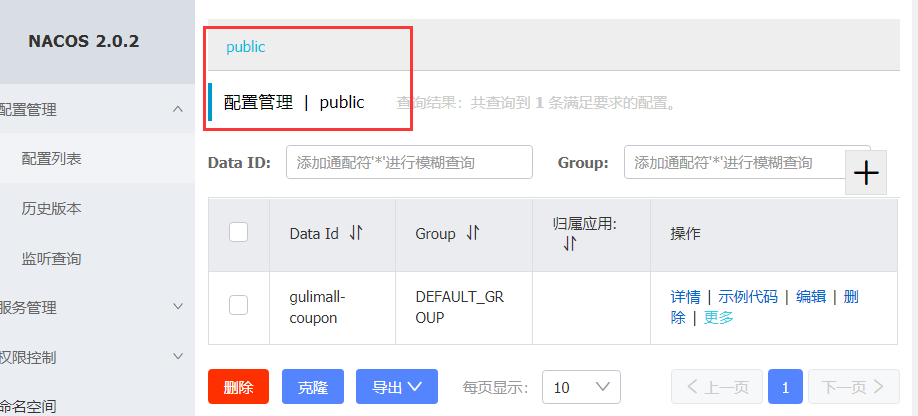 NACOS 2.0.2
配置管理
配置列表
历史版本
监听查询
服务管理
权限控制
命名空间
public
配置管理 | public 查询结果：共查询到 1 条满足要求的配置。
Data ID: 添加通配符'*'进行模糊查询 Group: 添加通配符'*'进行模糊查询
Data Id Group 归属应用: 操作
gulimall-
coupon
DEFAULT_GR
OUP
详情 | 示例代码 | 编辑 | 删
除 | 更多
删除 克隆 导出 每页显示: 10 上一页 1 下一页